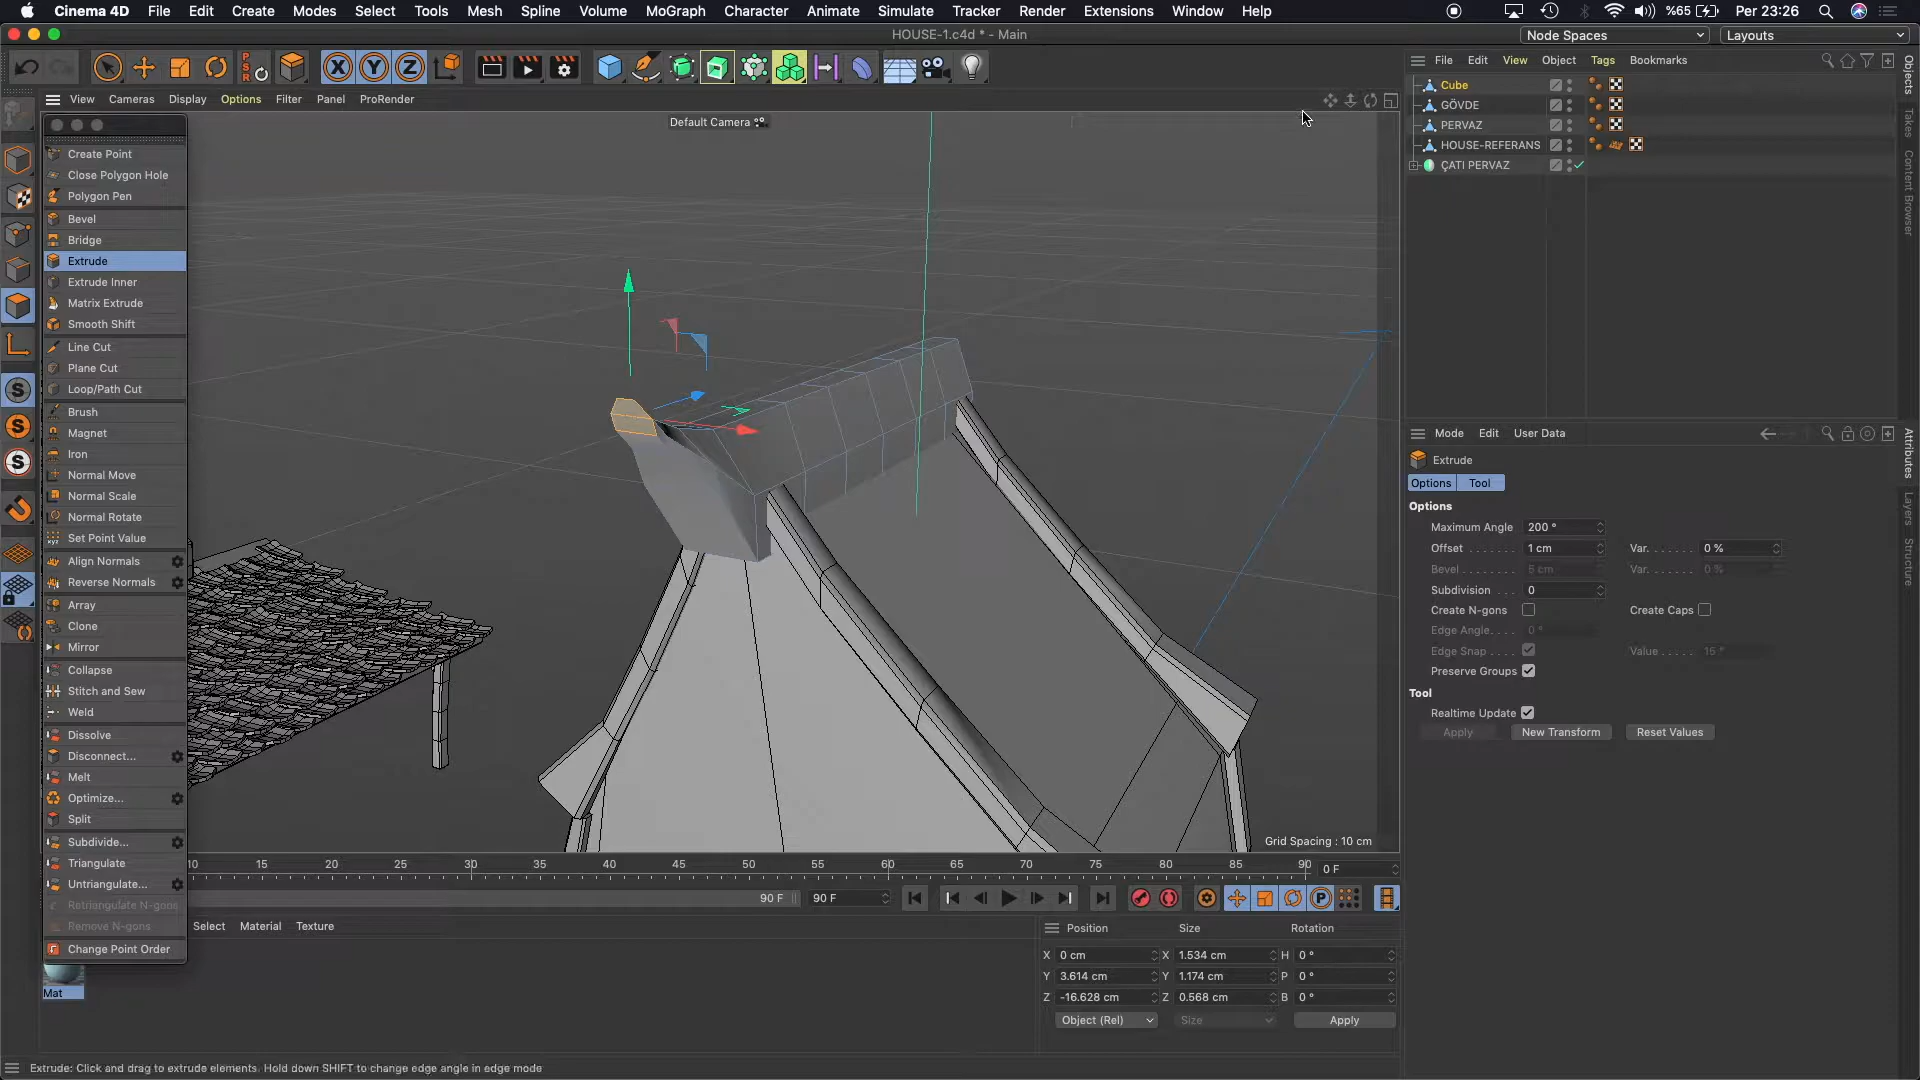 Cinema 4D File Edit Create Modes Select Tools Mesh Spline Volume MoGraph Character Animate Simulate Tracker Render Extensions Window Help %65 Per 23:26
HOUSE-1.c4d * - Main
Node Spaces Layouts
View Cameras Display Options Filter Panel ProRender
Default Camera
Create Point
Close Polygon Hole
Polygon Pen
Bevel
Bridge
Extrude
Extrude Inner
Matrix Extrude
Smooth Shift
Line Cut
Plane Cut
Loop/Path Cut
Brush
Magnet
Iron
Normal Move
Normal Scale
Normal Rotate
Set Point Value
Align Normals
Reverse Normals
Array
Clone
Mirror
Collapse
Stitch and Sew
Weld
Dissolve
Disconnect...
Melt
Optimize...
Split
Subdivide...
Triangulate
Untriangulate...
Retriangulate N-gons
Remove N-gons
Change Point Order
Grid Spacing : 10 cm
10 15 20 25 30 35 40 45 50 55 60 65 70 75 80 85 90 0 F
90 F 90 F
Select Material Texture
Mat
Position Size Rotation
X 0 cm X 1.534 cm H 0 °
Y 3.614 cm Y 1.174 cm P 0 °
Z -16.628 cm Z 0.568 cm B 0 °
Object (Rel) Size Apply
Extrude: Click and drag to extrude elements. Hold down SHIFT to change edge angle in edge mode
File Edit View Object Tags Bookmarks
Cube
GÖVDE
PERVAZ
HOUSE-REFERANS
ÇATI PERVAZ
Objects
Takes
Content Browser
Mode Edit User Data
Extrude
Options Tool
Options
Maximum Angle 200 °
Offset 1 cm Var. 0 %
Bevel 5 cm Var. 0 %
Subdivision 0
Create N-gons Create Caps
Edge Angle 0 °
Edge Snap Value 15 °
Preserve Groups
Tool
Realtime Update
Apply New Transform Reset Values
Attributes
Layers
Structure